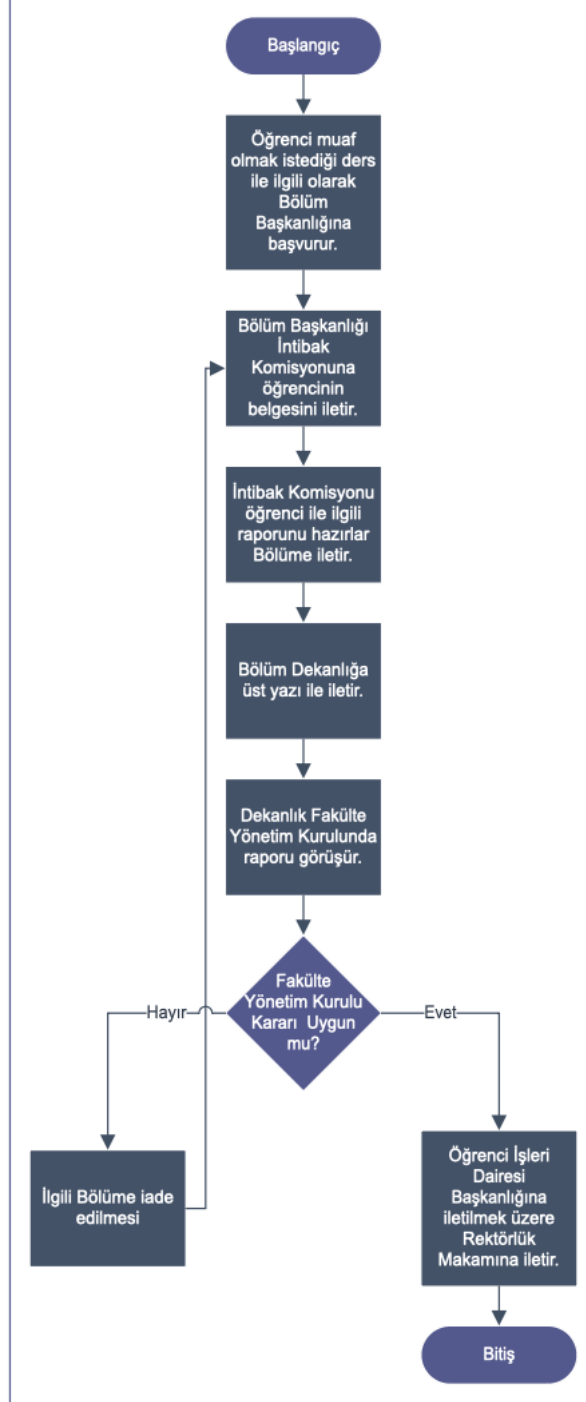 Başlangıç
Öğrenci muaf
olmak istediği ders
ile ilgili olarak
Bölüm
Başkanlığına
başvurur.
Bölüm Başkanlığı
İntibak
Komisyonuna
öğrencinin
belgesini iletir.
İntibak Komisyonu
öğrenci ile ilgili
raporunu hazırlar
Bölüme iletir.
Bölüm Dekanlığa
üst yazı ile iletir.
Dekanlık Fakülte
Yönetim Kurulunda
raporu görüşür.
Fakülte
Yönetim Kurulu
Kararı Uygun
mu?
Hayır
Evet
İlgili Bölüme iade
edilmesi
Öğrenci İşleri
Dairesi
Başkanlığına
iletilmek üzere
Rektörlük
Makamına iletir.
Bitiş